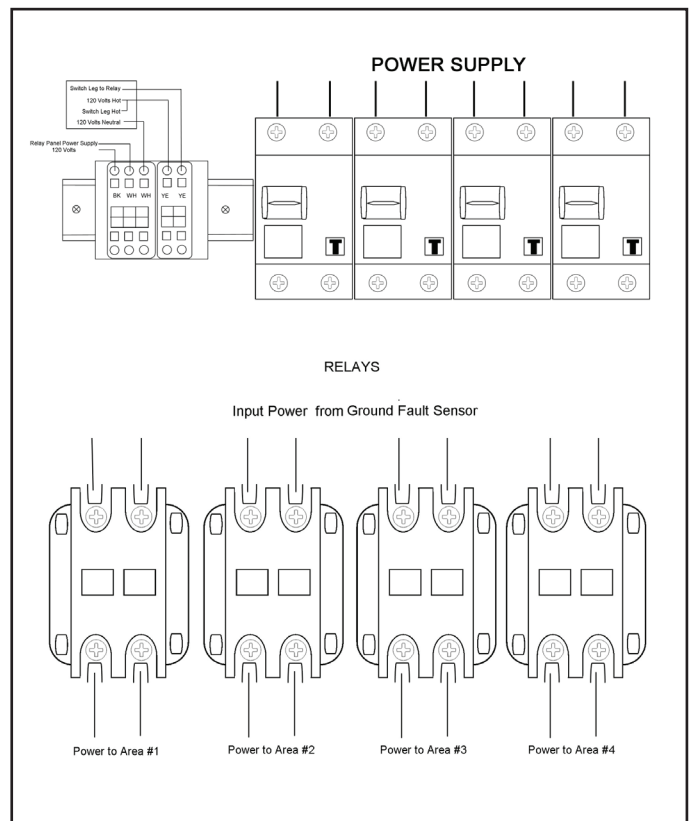 POWER SUPPLY
Switch Leg to Relay
120 Volts Hot
Switch Leg Hot
120 Volts Neutral
Relay Panel Power Supply
120 Volts
BK WH WH YE YE
T T T T
RELAYS
Input Power from Ground Fault Sensor
Power to Area #1 Power to Area #2 Power to Area #3 Power to Area #4